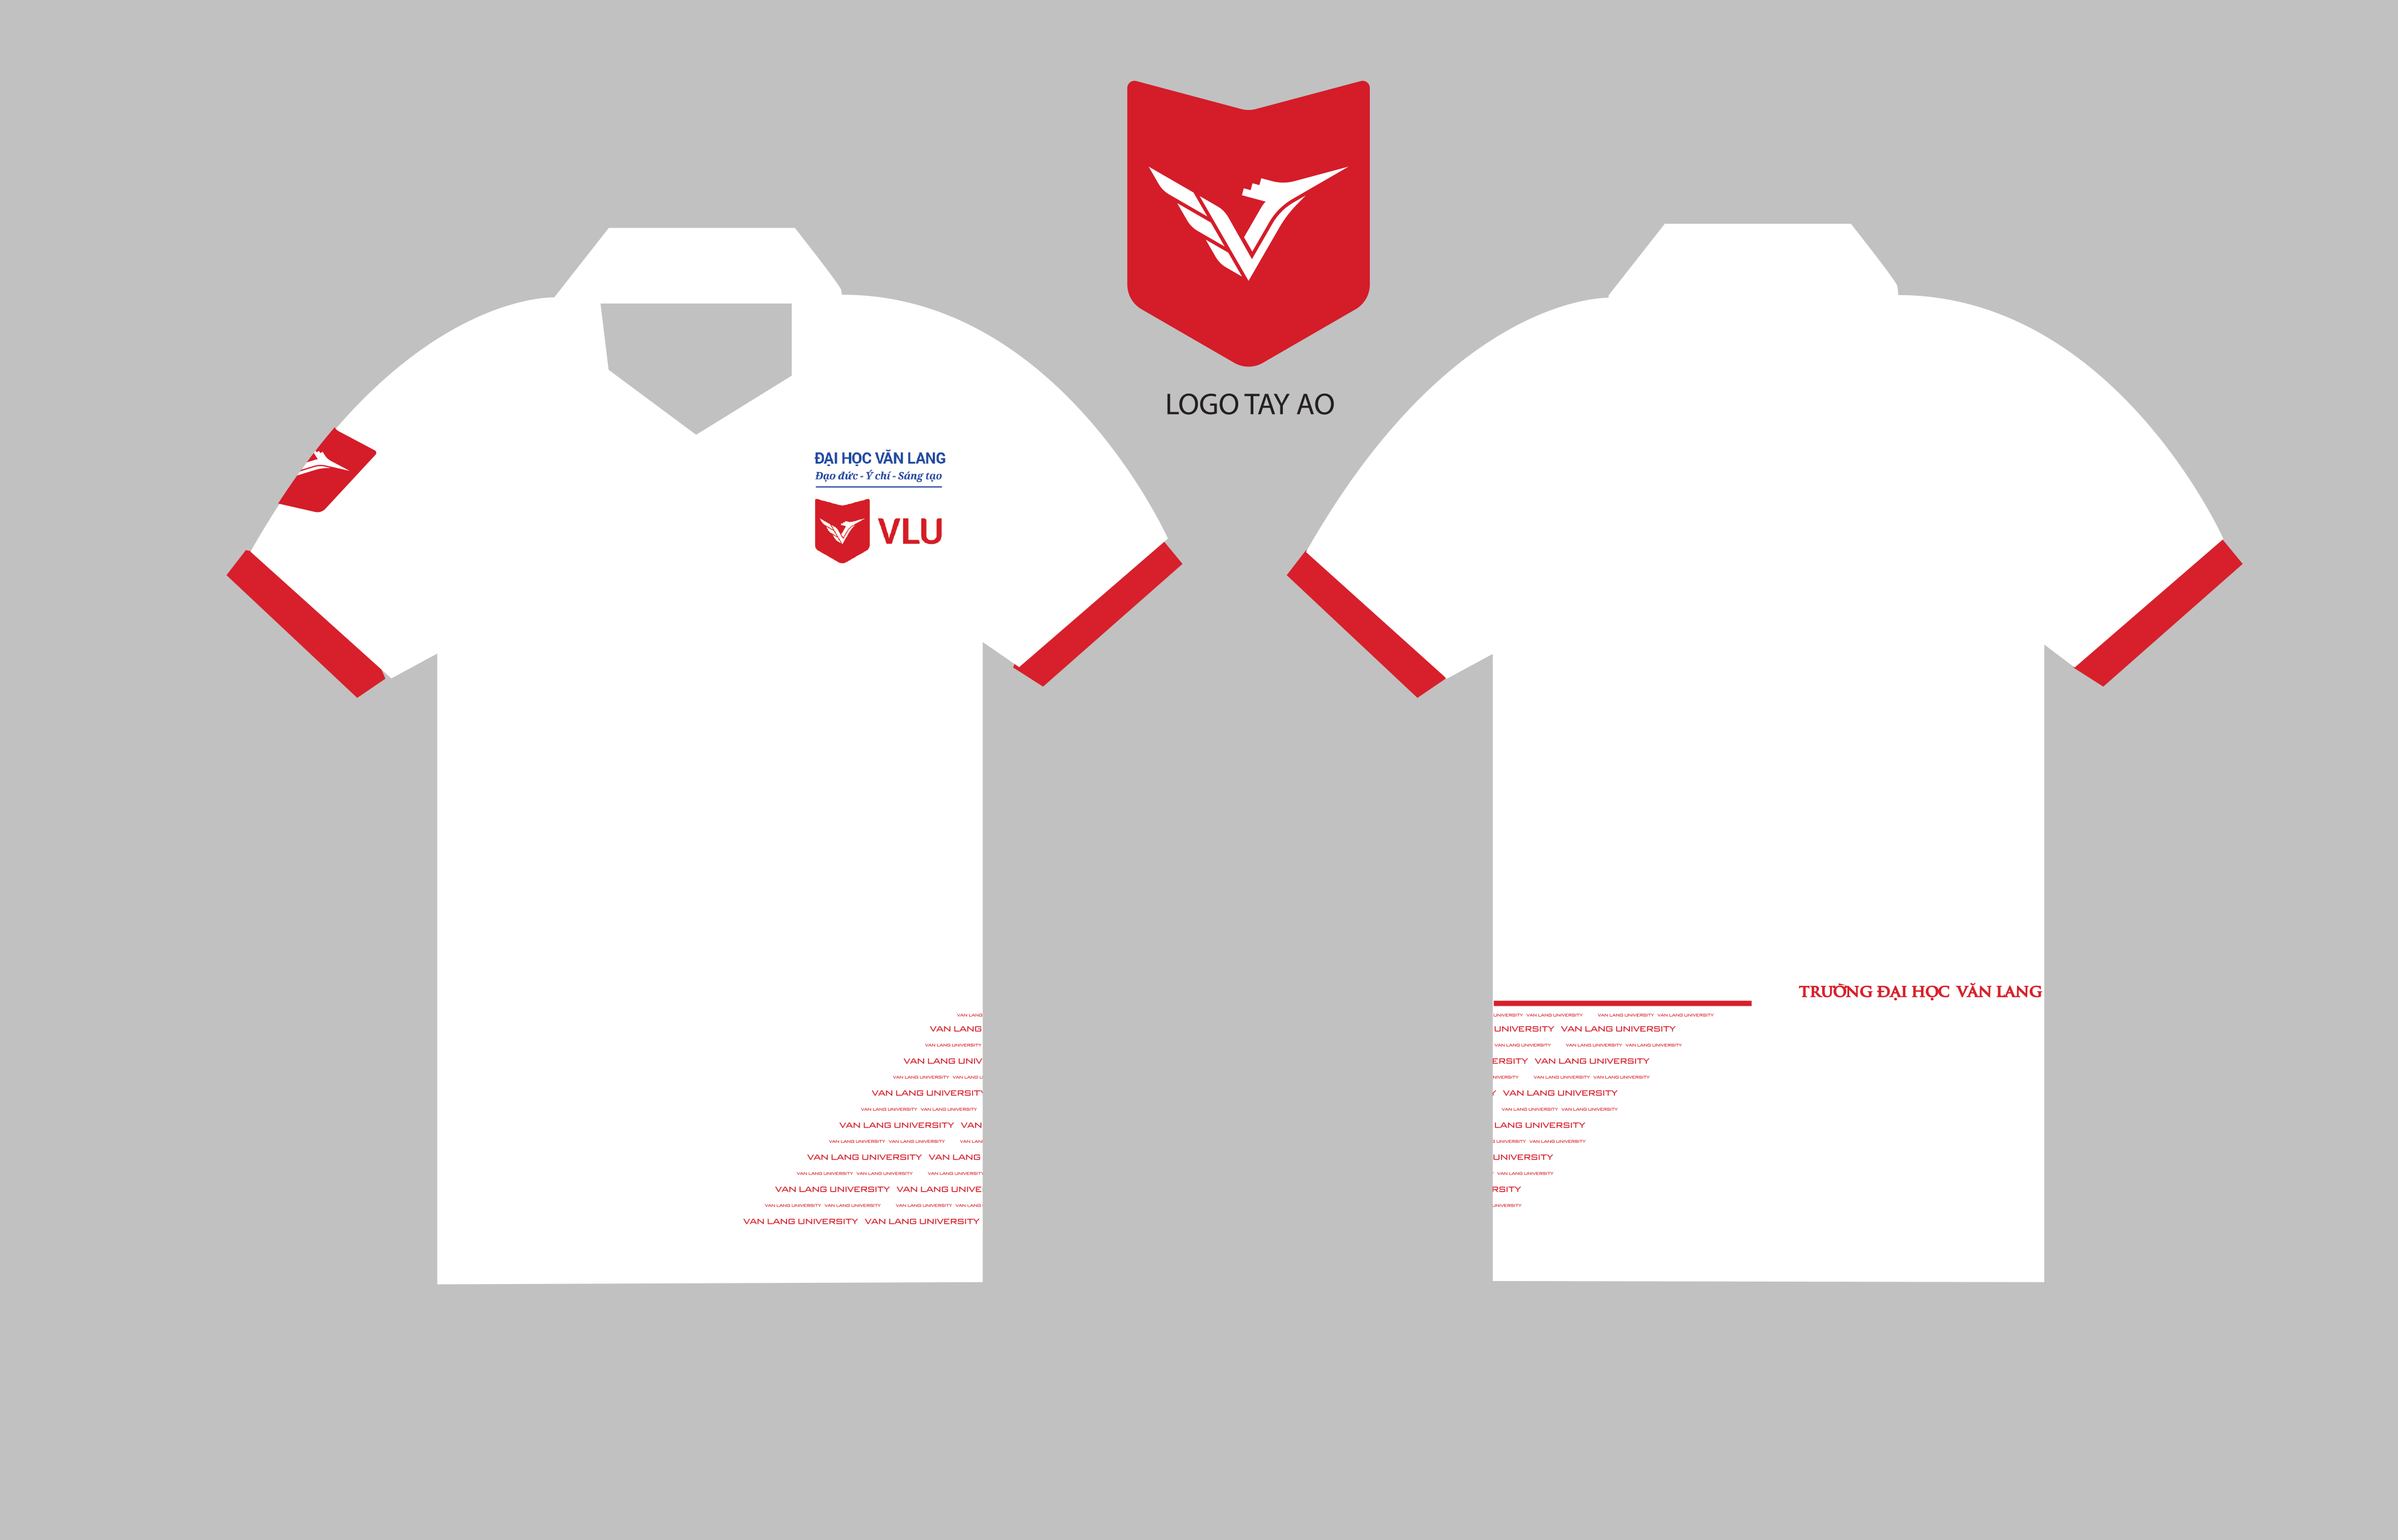 LOGO TAY AO
ĐẠI HỌC VĂN LANG
Đạo đức - Ý chí - Sáng tạo
VLU
VAN LANG
VAN LANG
VAN LANG UNIVERSITY
VAN LANG UNIV
VAN LANG UNIVERSITY VAN LANG U
VAN LANG UNIVERSITY
VAN LANG UNIVERSITY VAN LANG UNIVERSITY
VAN LANG UNIVERSITY VAN
VAN LANG UNIVERSITY VAN LANG UNIVERSITY VAN LAN
VAN LANG UNIVERSITY VAN LANG
VAN LANG UNIVERSITY VAN LANG UNIVERSITY VAN LANG UNIVERSITY
VAN LANG UNIVERSITY VAN LANG UNIVE
VAN LANG UNIVERSITY VAN LANG UNIVERSITY VAN LANG UNIVERSITY VAN LANG
VAN LANG UNIVERSITY VAN LANG UNIVERSITY
TRƯỜNG ĐẠI HỌC VĂN LANG
UNIVERSITY VAN LANG UNIVERSITY VAN LANG UNIVERSITY VAN LANG UNIVERSITY
UNIVERSITY VAN LANG UNIVERSITY
VAN LANG UNIVERSITY VAN LANG UNIVERSITY VAN LANG UNIVERSITY
ERSITY VAN LANG UNIVERSITY
NIVERSITY VAN LANG UNIVERSITY VAN LANG UNIVERSITY
Y VAN LANG UNIVERSITY
VAN LANG UNIVERSITY VAN LANG UNIVERSITY
LANG UNIVERSITY
G UNIVERSITY VAN LANG UNIVERSITY
UNIVERSITY
VAN LANG UNIVERSITY
RSITY
UNIVERSITY